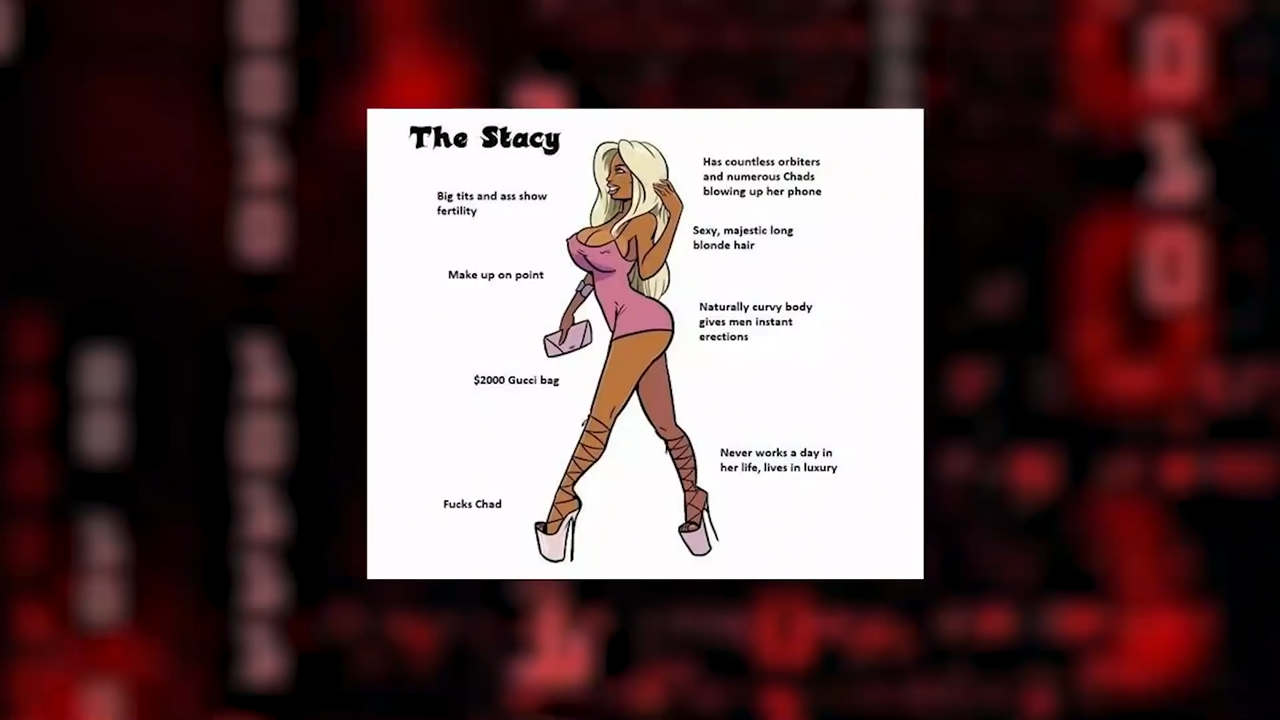 The Stacy
Big tits and ass show
fertility
Make up on point
$2000 Gucci bag
Fucks Chad
Has countless orbiters
and numerous Chads
blowing up her phone
Sexy, majestic long
blonde hair
Naturally curvy body
gives men instant
erections
Never works a day in
her life, lives in luxury